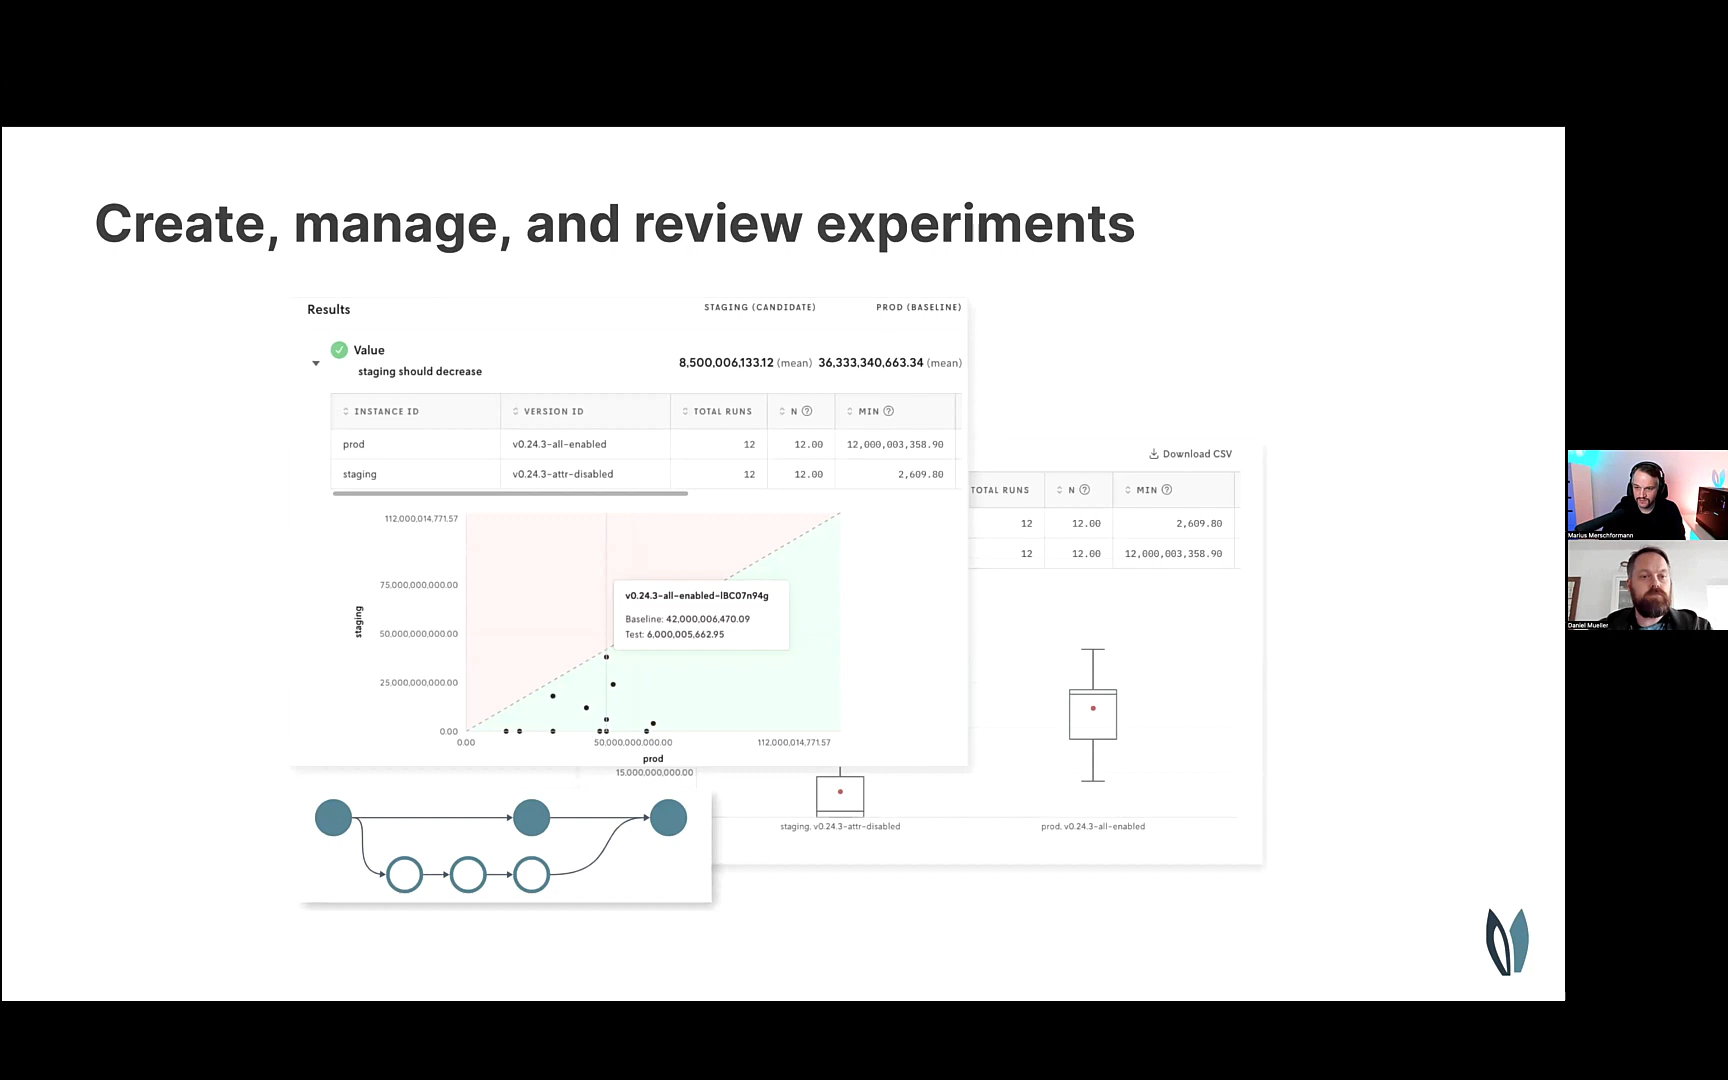 Create, manage, and review experiments
Results
STAGING (CANDIDATE)
PROD (BASELINE)
Value
staging should decrease
8,500,006,133.12 (mean)
36,333,340,663.34 (mean)
INSTANCE ID
VERSION ID
TOTAL RUNS
N
MIN
prod
v0.24.3-all-enabled
12
12.00
12,000,003,358.90
staging
v0.24.3-attr-disabled
12
12.00
2,609.80
112,000,014,771.57
75,000,000,000.00
50,000,000,000.00
25,000,000,000.00
0.00
staging
v0.24.3-all-enabled-lBC07n94g
Baseline: 42,000,006,470.09
Test: 6,000,005,662.95
0.00
50,000,000,000.00
112,000,014,771.57
prod
Download CSV
TOTAL RUNS
N
MIN
12
12.00
2,609.80
12
12.00
12,000,003,358.90
15,000,000,000.00
staging, v0.24.3-attr-disabled
prod, v0.24.3-all-enabled
Marius Merschformann
Daniel Mueller